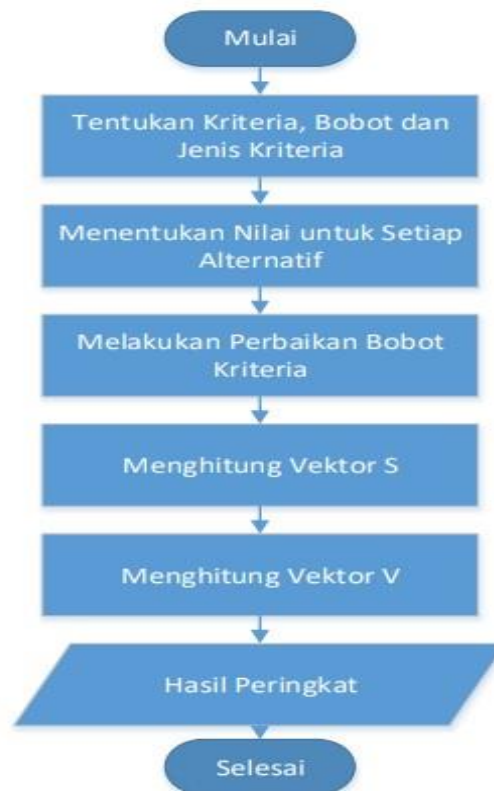 Mulai
Tentukan Kriteria, Bobot dan
Jenis Kriteria
Menentukan Nilai untuk Setiap
Alternatif
Melakukan Perbaikan Bobot
Kriteria
Menghitung Vektor S
Menghitung Vektor V
Hasil Peringkat
Selesai